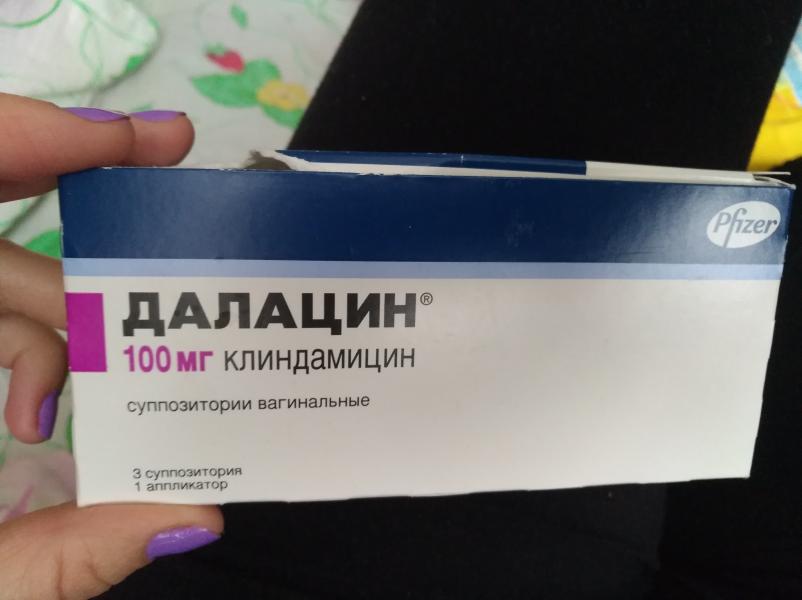 Pfizer
ДАЛАЦИН®
100 мг клиндамицин
суппозитории вагинальные
3 суппозитория
1 аппликатор